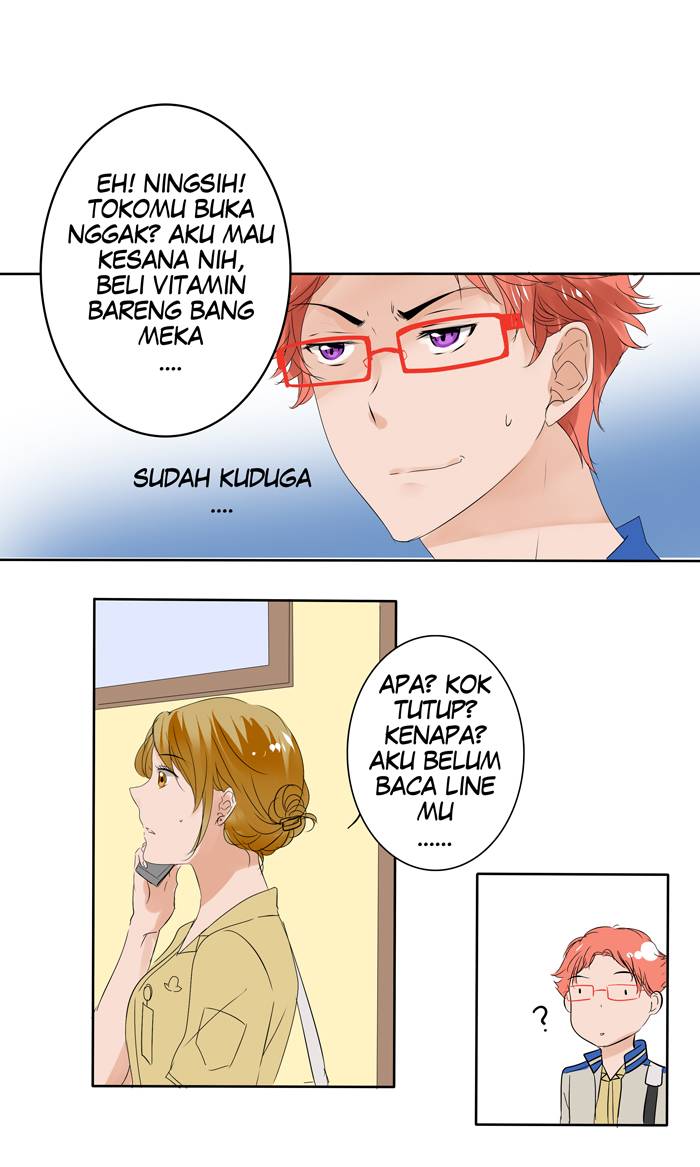 EH! NINGSIH!
TOKOMU BUKA
NGGAK? AKU MAU
KESANA NIH,
BELI VITAMIN
BARENG BANG
MEKA
....
SUDAH KUDUGA
....
APA? KOK
TUTUP?
KENAPA?
AKU BELUM
BACA LINE
MU
......
?